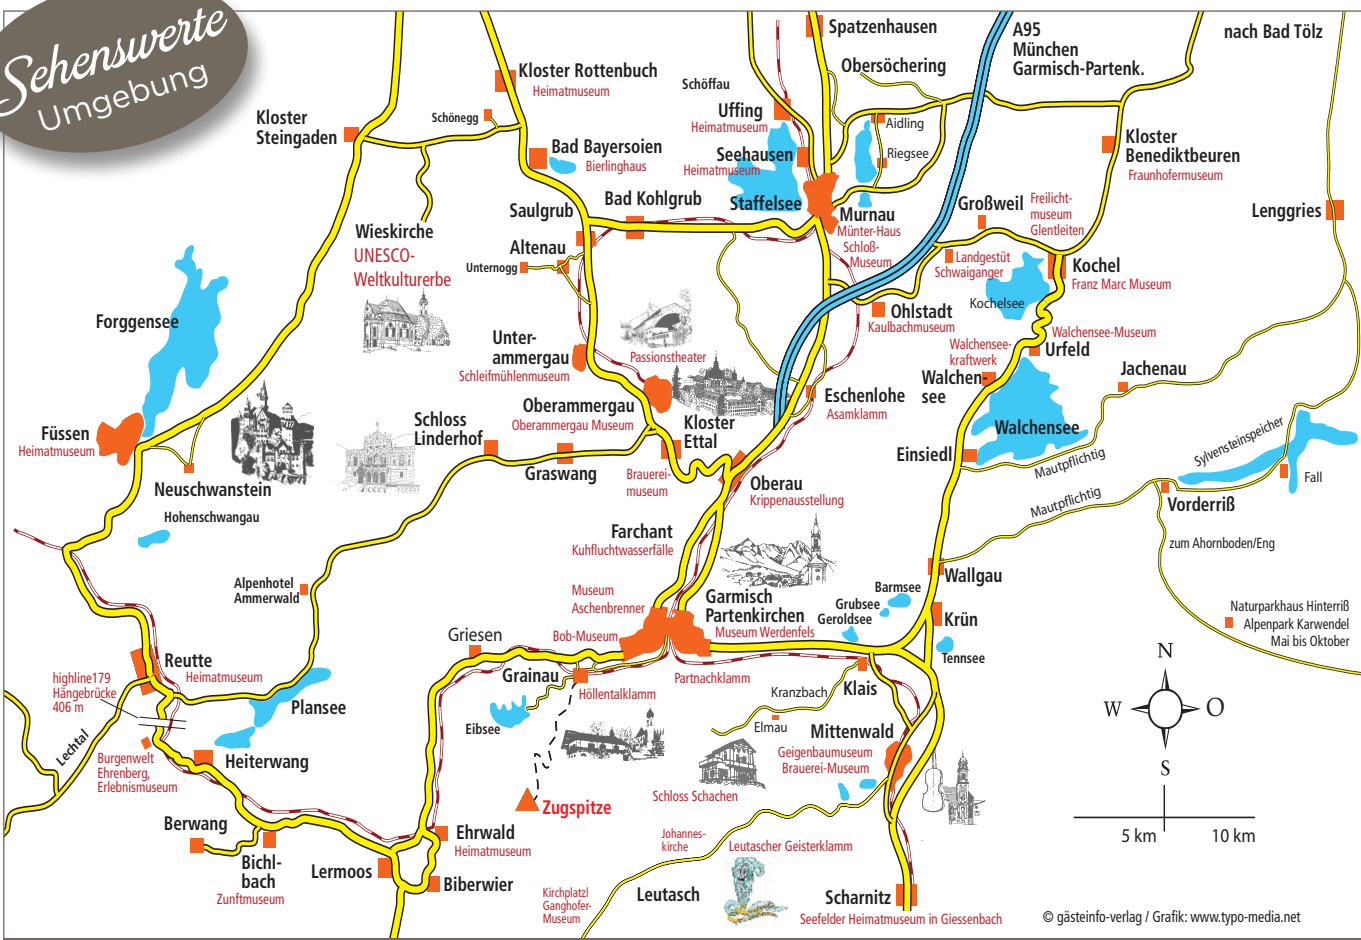 Sehenswerte
Umgebung
Spatzenhausen
A95
München
Garmisch-Partenk.
nach Bad Tölz
Obersöchering
Kloster Rottenbuch
Heimatmuseum
Schöffau
Uffing
Heimatmuseum
Kloster
Steingaden
Schönegg
Aidling
Riegsee
Kloster
Benediktbeuren
Fraunhofermuseum
Bad Bayersoien
Bierlinghaus
Seehausen
Heimatmuseum
Staffelsee
Bad Kohlgrub
Saulgrub
Murnau
Münter-Haus
Schloß-
Museum
Großweil
Freilicht-
museum
Glentleiten
Lenggries
Wieskirche
UNESCO-
Weltkulturerbe
Altenau
Unternogg
Landgestüt
Schwaiganger
Kochel
Franz Marc Museum
Kochelsee
Forggensee
Ohlstadt
Kaulbachmuseum
Unter-
ammergau
Schleifmühlenmuseum
Passionstheater
Walchensee-Museum
Urfeld
Walchensee-
kraftwerk
Walchen-
see
Jachenau
Oberammergau
Oberammergau Museum
Eschenlohe
Asamklamm
Walchensee
Füssen
Heimatmuseum
Schloss
Linderhof
Kloster
Ettal
Graswang
Brauerei-
museum
Einsiedl
Mautpflichtig
Sylvensteinspeicher
Fall
Neuschwanstein
Hohenschwangau
Oberau
Krippenausstellung
Mautpflichtig
Vorderriß
Farchant
Kuhfluchtwasserfälle
zum Ahornboden/Eng
Alpenhotel
Ammerwald
Museum
Aschenbrenner
Garmisch
Partenkirchen
Museum Werdenfels
Wallgau
Barmsee
Grubsee
Geroldsee
Krün
Tennsee
Naturparkhaus Hinterriß
Alpenpark Karwendel
Mai bis Oktober
Griesen
Bob-Museum
Grainau
Höllentalklamm
Partnachklamm
Klais
Kranzbach
Elmau
Reutte
Heimatmuseum
highline179
Hängebrücke
406 m
Plansee
Eibsee
Lechtal
Heiterwang
Burgenwelt
Ehrenberg,
Erlebnismuseum
Mittenwald
Geigenbaumuseum
Brauerei-Museum
Schloss Schachen
Zugspitze
N
W
O
S
5 km
10 km
Berwang
Bichl-
bach
Zunftmuseum
Ehrwald
Heimatmuseum
Lermoos
Biberwier
Johannes-
kirche
Leutascher Geisterklamm
Leutasch
Kirchplatzl
Ganghofer-
Museum
Scharnitz
Seefelder Heimatmuseum in Giessenbach
© gästeinfo-verlag / Grafik: www.typo-media.net